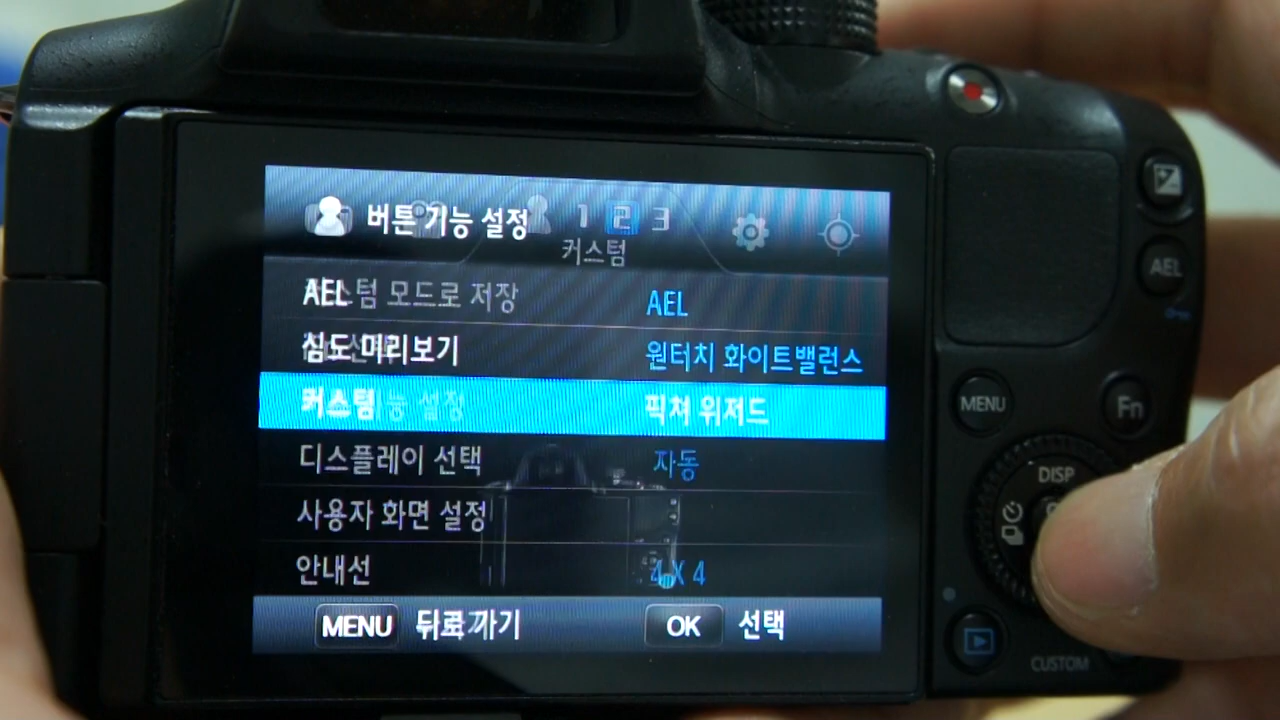 버튼 기능 설정
1 2 3
커스텀
AEL AEL
심도 미리보기 원터치 화이트밸런스
커스텀 픽쳐 위저드
디스플레이 선택 자동
사용자 화면 설정
안내선 4 X 4
MENU 뒤로 OK 선택
AEL
MENU
Fn
DISP
CUSTOM